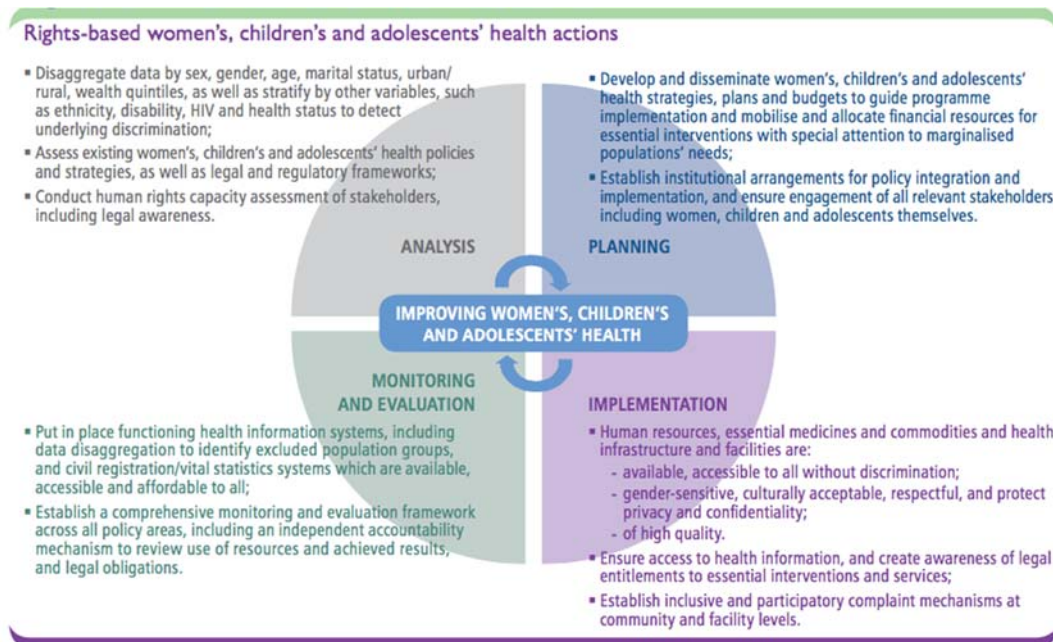 Rights-based women's, children's and adolescents' health actions
▪ Disaggregate data by sex, gender, age, marital status, urban/
rural, wealth quintiles, as well as stratify by other variables, such
as ethnicity, disability, HIV and health status to detect
underlying discrimination;
▪ Assess existing women's, children's and adolescents' health policies
and strategies, as well as legal and regulatory frameworks;
▪ Conduct human rights capacity assessment of stakeholders,
including legal awareness.
ANALYSIS
▪ Develop and disseminate women's, children's and adolescents'
health strategies, plans and budgets to guide programme
implementation and mobilise and allocate financial resources for
essential interventions with special attention to marginalised
populations' needs;
▪ Establish institutional arrangements for policy integration and
implementation, and ensure engagement of all relevant stakeholders
including women, children and adolescents themselves.
PLANNING
IMPROVING WOMEN'S, CHILDREN'S
AND ADOLESCENTS' HEALTH
MONITORING
AND EVALUATION
▪ Put in place functioning health information systems, including
data disaggregation to identify excluded population groups,
and civil registration/vital statistics systems which are available,
accessible and affordable to all;
▪ Establish a comprehensive monitoring and evaluation framework
across all policy areas, including an independent accountability
mechanism to review use of resources and achieved results,
and legal obligations.
IMPLEMENTATION
▪ Human resources, essential medicines and commodities and health
infrastructure and facilities are:
- available, accessible to all without discrimination;
- gender-sensitive, culturally acceptable, respectful, and protect
privacy and confidentiality;
- of high quality.
▪ Ensure access to health information, and create awareness of legal
entitlements to essential interventions and services;
▪ Establish inclusive and participatory complaint mechanisms at
community and facility levels.